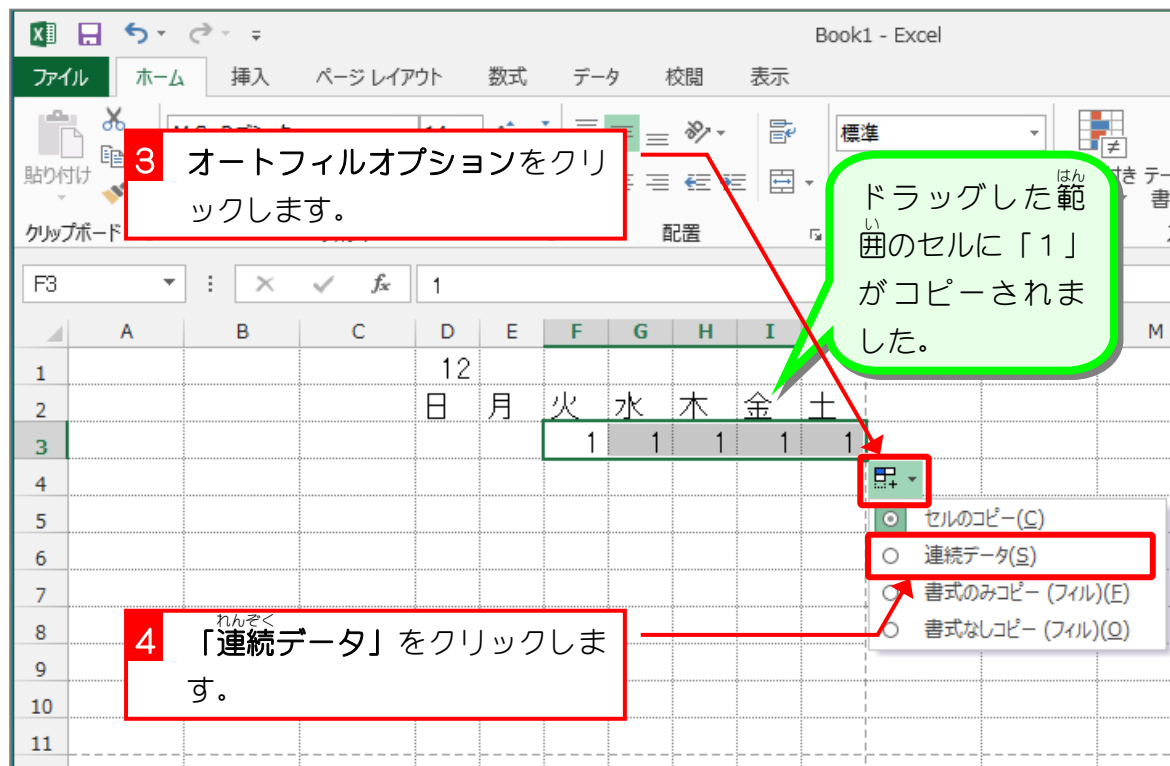 Book1 - Excel
ファイル ホーム 挿入 ページ レイアウト 数式 データ 校閲 表示
標準
貼り付け
クリップボード 配置
3 オートフィルオプションをクリ
ックします。
はん
ドラッグした範
い
囲のセルに「１」
がコピーされま
した。
F3 fx 1
A B C D E F G H I M
1 12
2 日 月 火 水 木 金 土
3 1 1 1 1 1
4
セルのコピー(C)
5
連続データ(S)
6
書式のみコピー (フィル)(F)
7
書式なしコピー (フィル)(O)
8
れんぞく
4 「連続データ」をクリックしま
す。
9
10
11